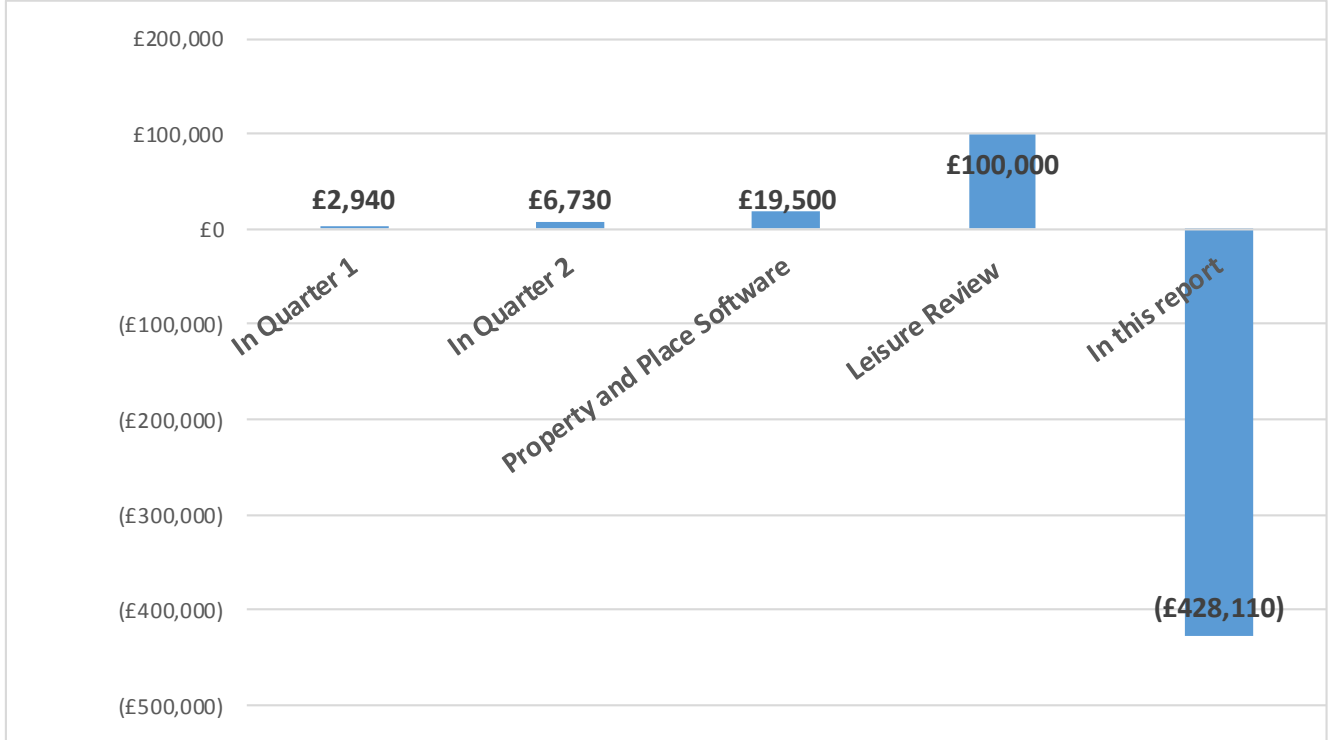 £200,000
£100,000
£0
(£100,000)
(£200,000)
(£300,000)
(£400,000)
(£500,000)
£2,940
£6,730
£19,500
£100,000
(£428,110)
In Quarter 1
In Quarter 2
Property and Place Software
Leisure Review
In this report